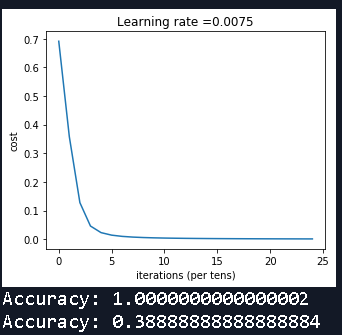 Learning rate =0.0075
0.7
0.6
0.5
0.4
0.3
0.2
0.1
0.0
cost
0 5 10 15 20 25
iterations (per tens)
Accuracy: 1.0000000000000002
Accuracy: 0.38888888888888884